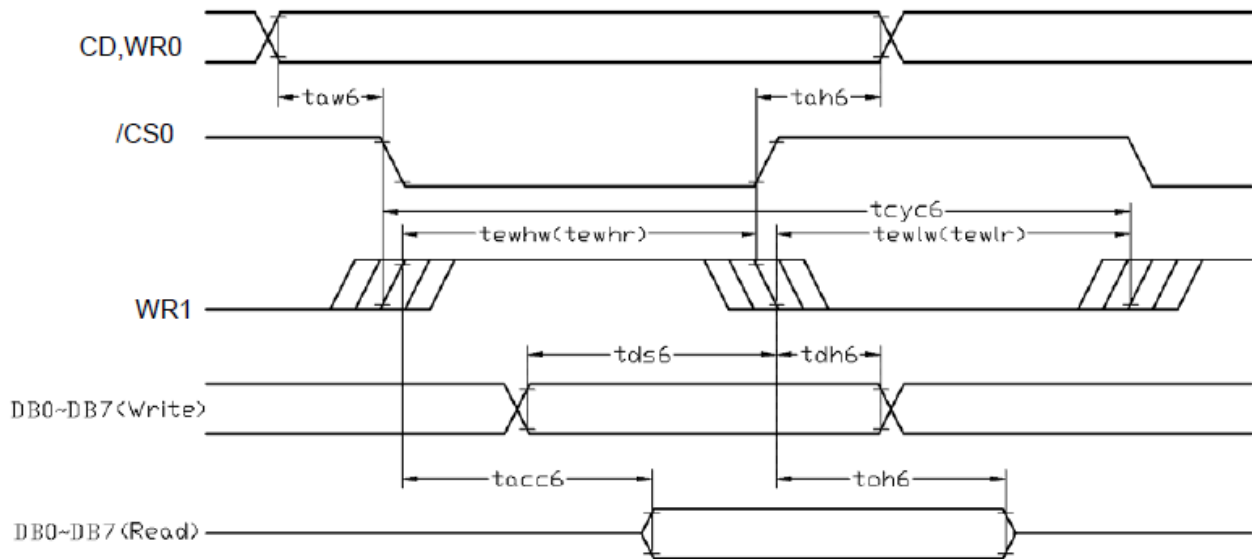 CD,WR0
taw6 tah6
/CS0
tcyc6
tewhw(tewhr) tewlw(tewlr)
WR1
tds6 tdh6
DB0~DB7(Write)
tacc6 toh6
DB0~DB7(Read)